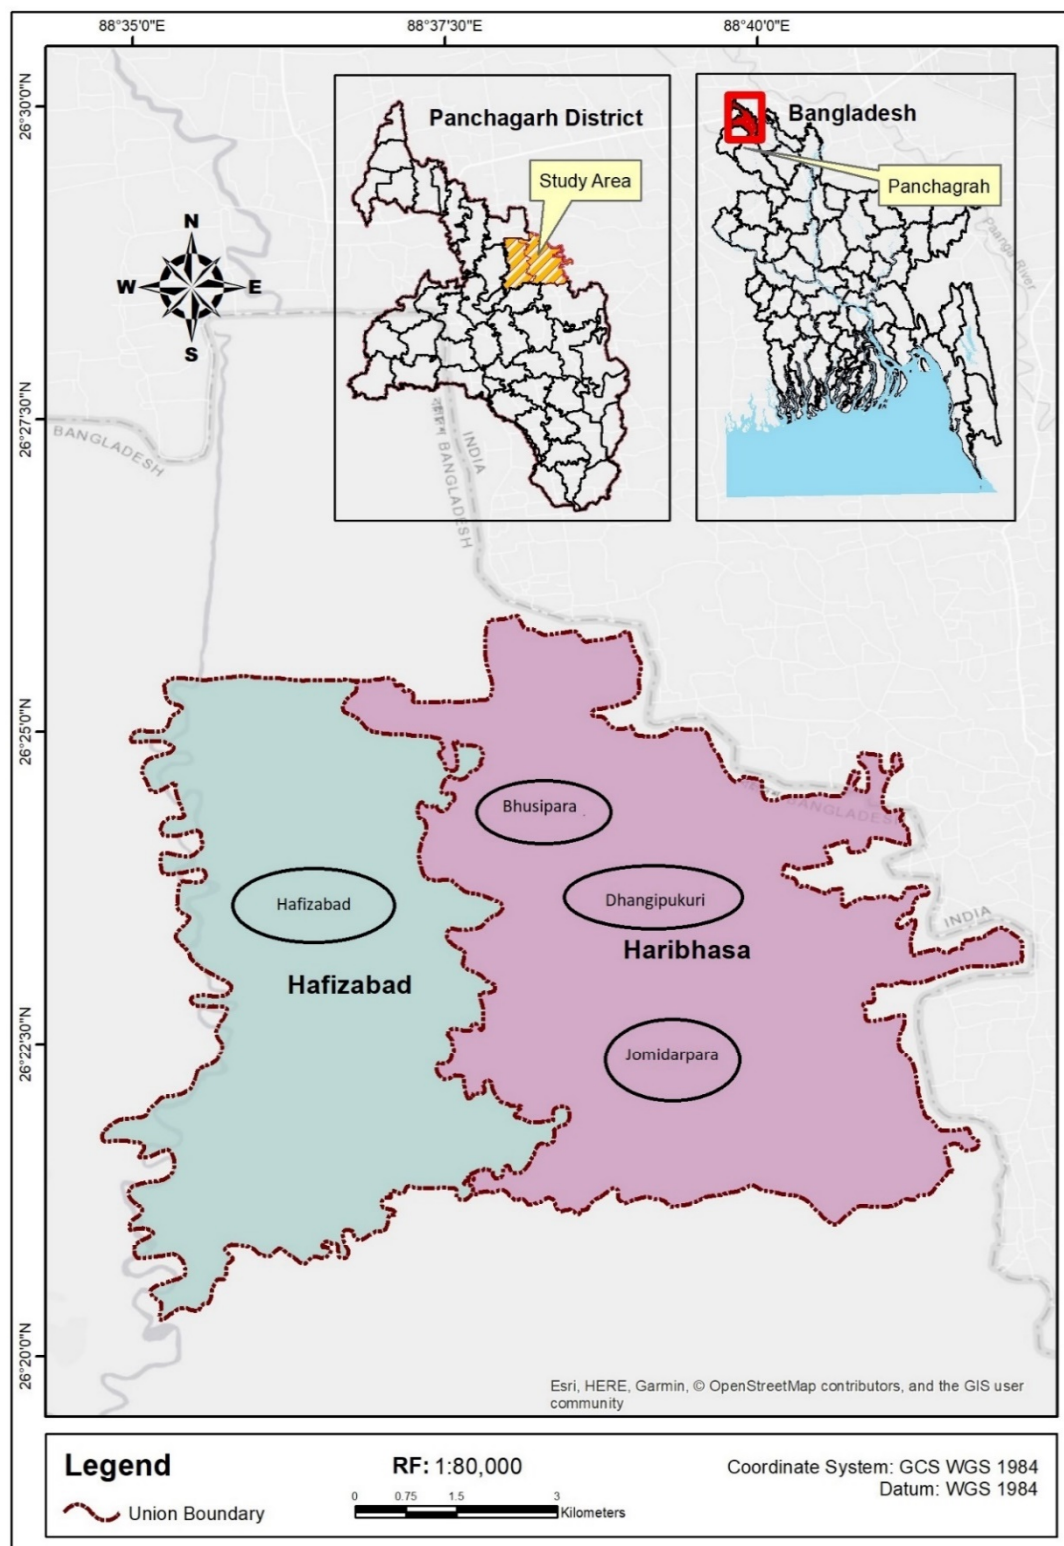 88°35'0"E
88°37'30"E
88°40'0"E
26°30'0"N
26°27'30"N
26°25'0"N
26°22'30"N
26°20'0"N
Panchagarh District
Study Area
Bangladesh
Panchagrah
Paanga River
N
W
E
S
BANGLADESH
INDIA
BANGLADESH
BANGLADESH
INDIA
Bhusipara
Hafizabad
Dhangipukuri
Haribhasa
Hafizabad
Jomidarpara
Esri, HERE, Garmin, © OpenStreetMap contributors, and the GIS user
community
Legend
Union Boundary
RF: 1:80,000
0 0.75 1.5 3
Kilometers
Coordinate System: GCS WGS 1984
Datum: WGS 1984